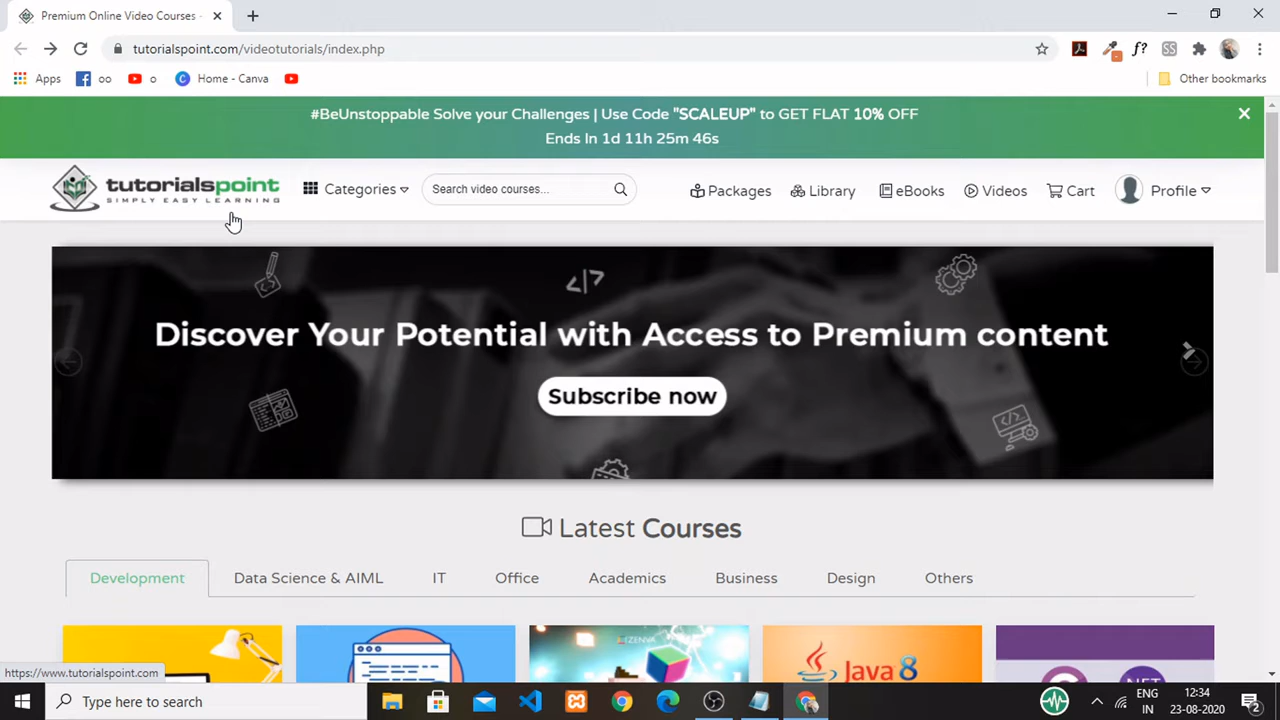 Premium Online Video Courses -
tutorialspoint.com/videotutorials/index.php
f?
SS
Apps
oo
o
Home - Canva
Other bookmarks
#BeUnstoppable Solve your Challenges | Use Code "SCALEUP" to GET FLAT 10% OFF
Ends In 1d 11h 25m 46s
tutorialspoint
SIMPLY EASY LEARNING
Categories
Search video courses...
Packages
Library
eBooks
Videos
Cart
Profile
</>
Discover Your Potential with Access to Premium content
Subscribe now
Latest Courses
Development
Data Science & AIML
IT
Office
Academics
Business
Design
Others
ZENVA
Java 8
.NET
https://www.tutorialspoint.com
Type here to search
ENG
IN
12:34
23-08-2020
2